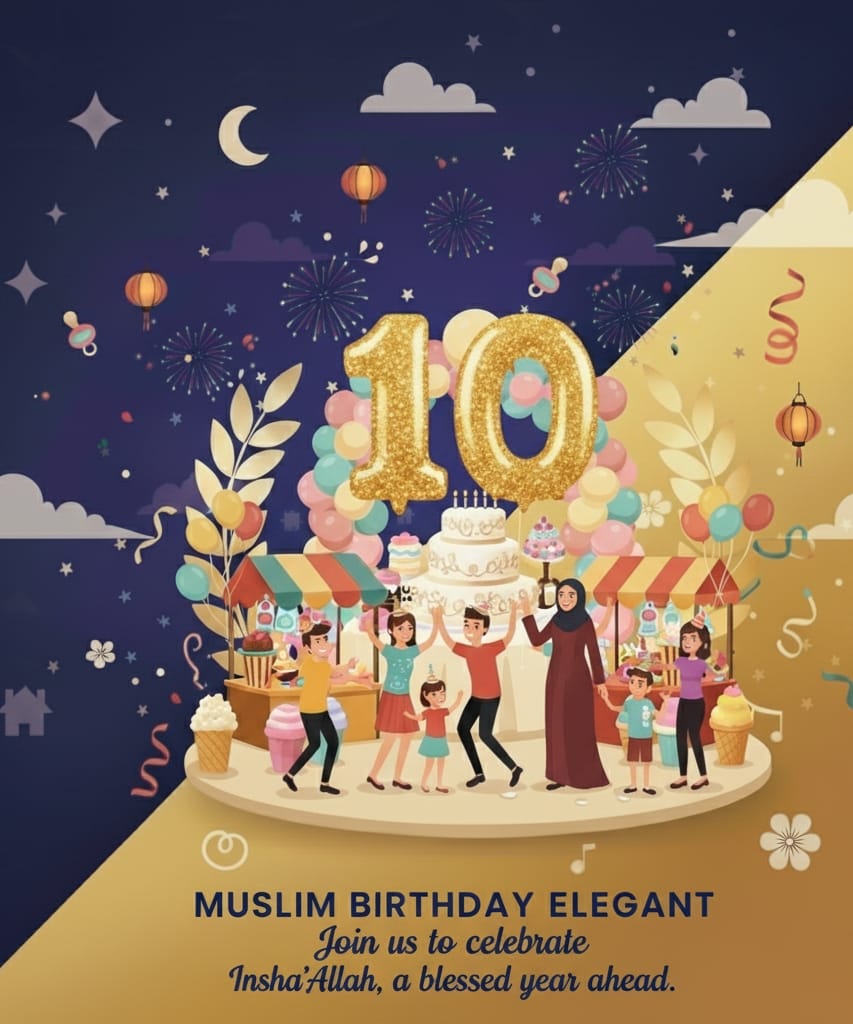 10
MUSLIM BIRTHDAY ELEGANT
Join us to celebrate
Insha'Allah, a blessed year ahead.